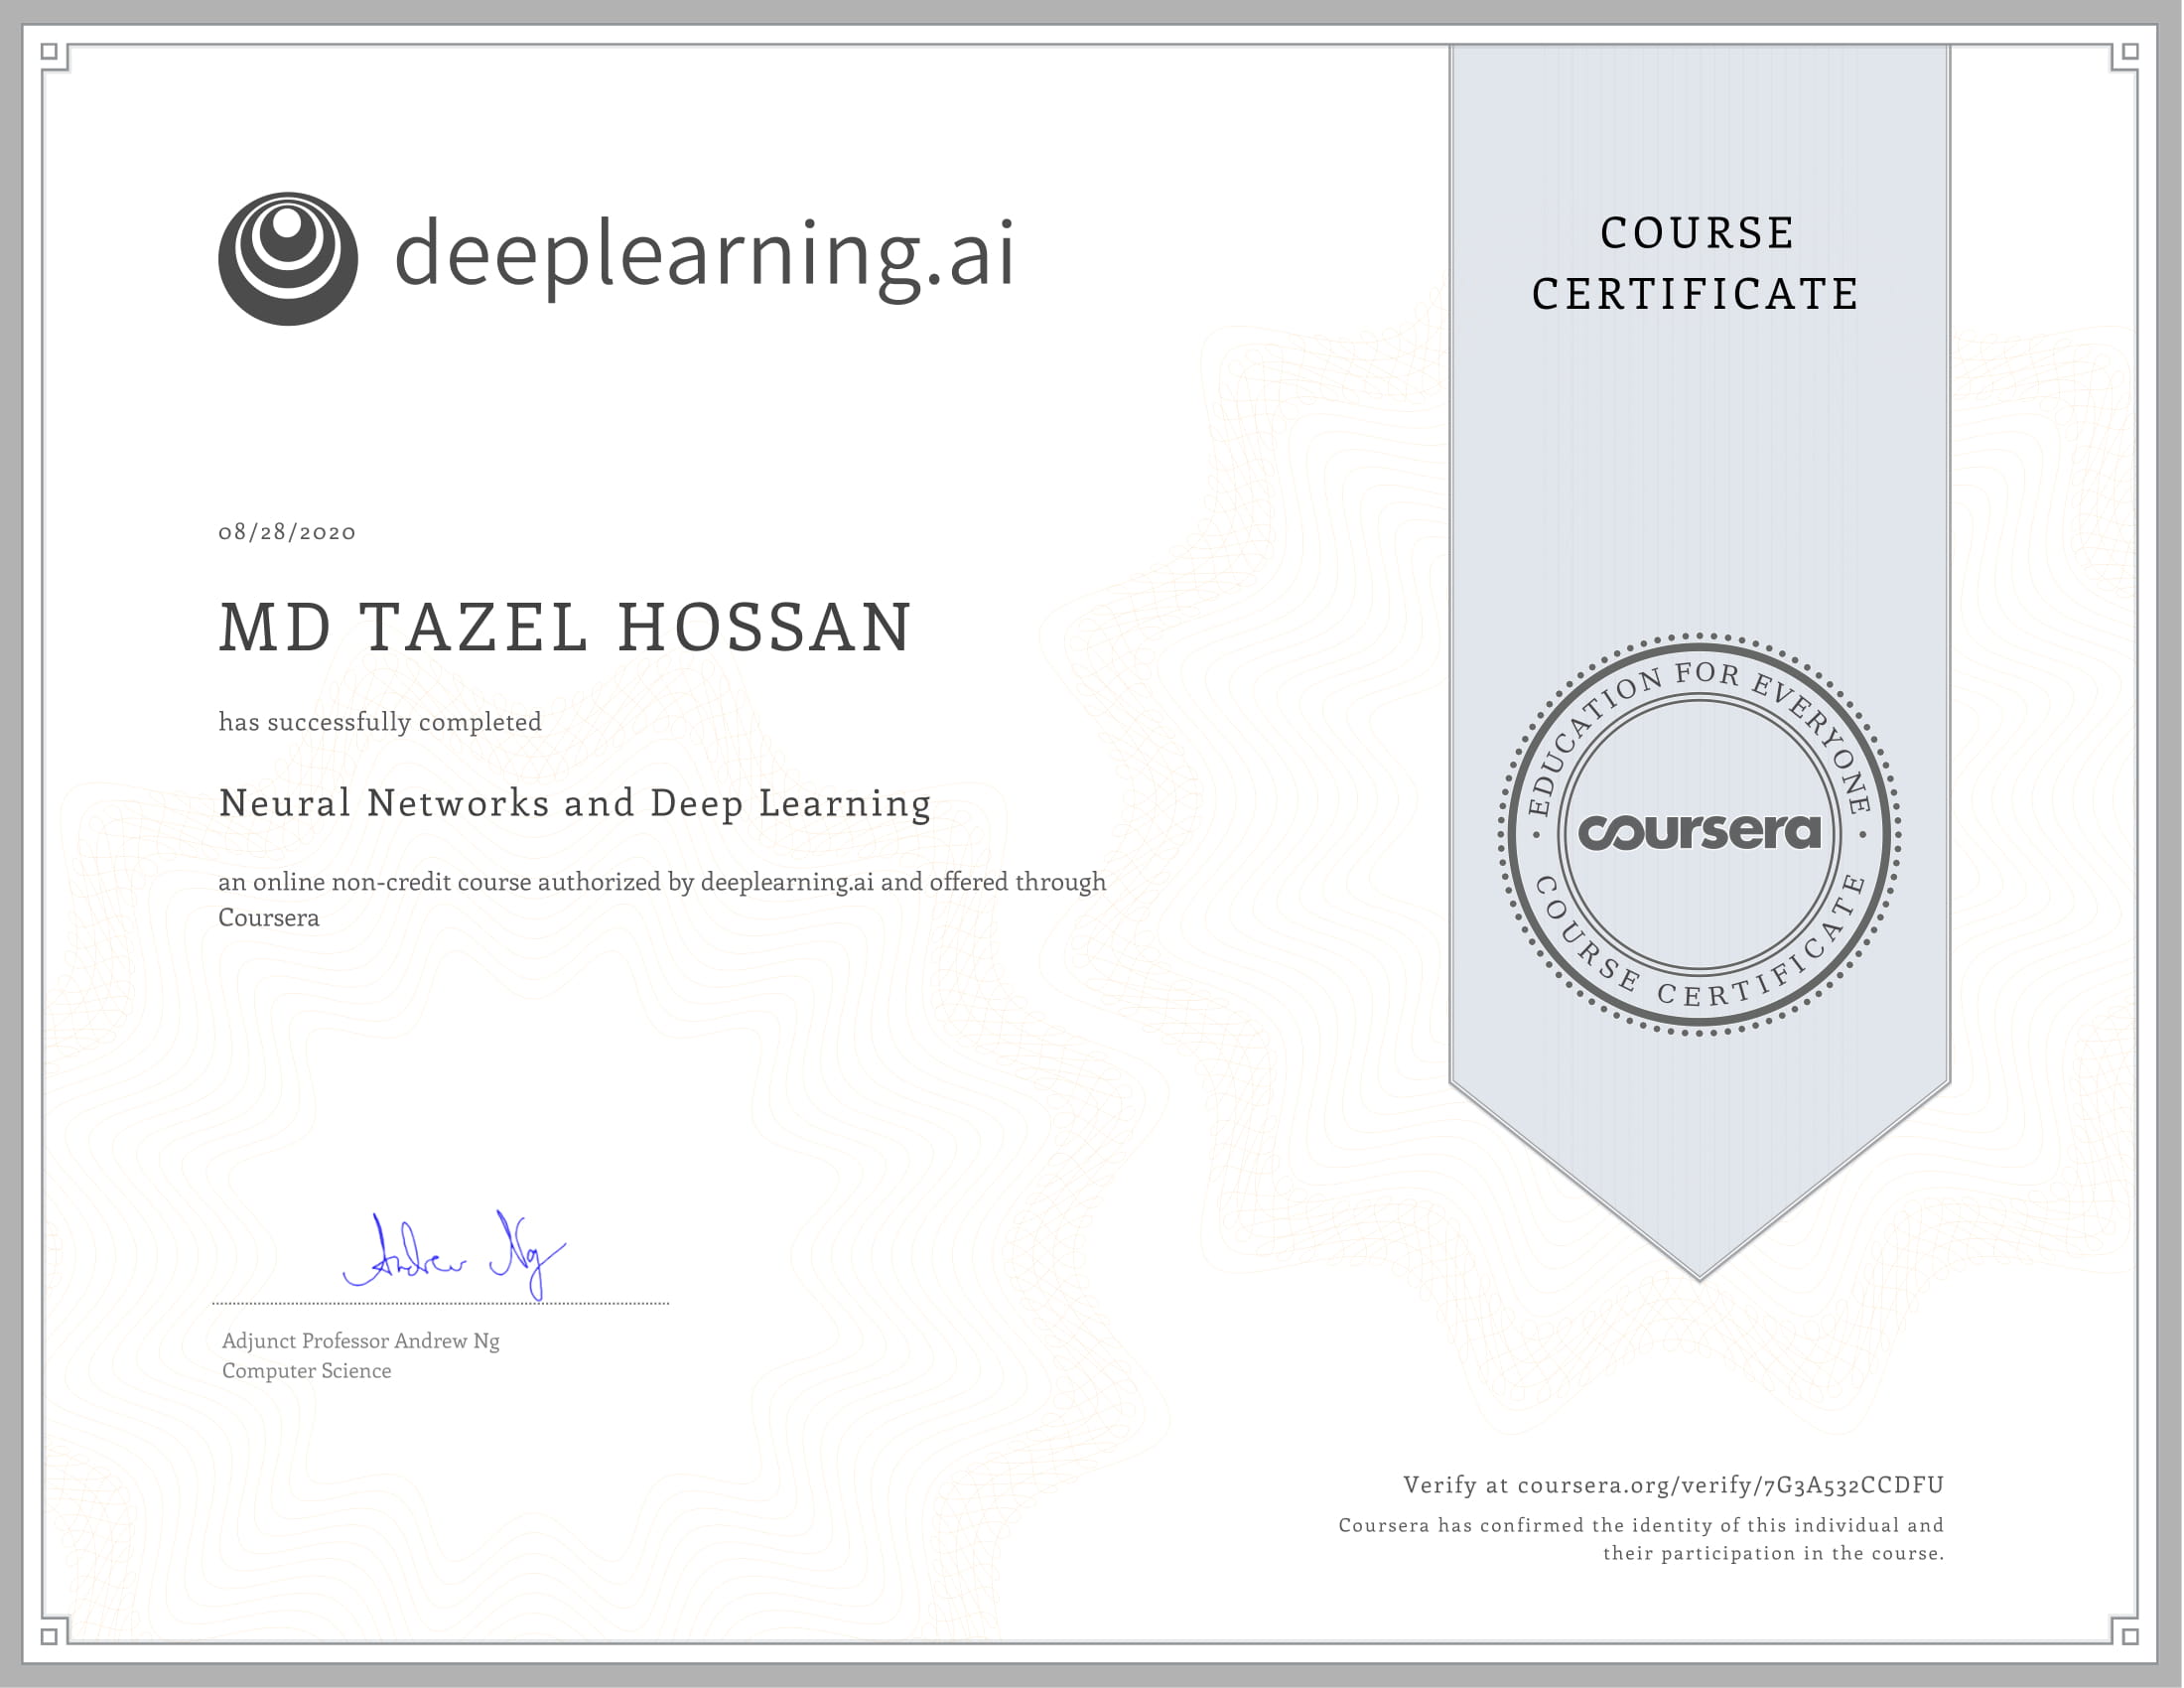 deeplearning.ai
COURSE
CERTIFICATE
08/28/2020
MD TAZEL HOSSAN
has successfully completed
Neural Networks and Deep Learning
an online non-credit course authorized by deeplearning.ai and offered through
Coursera
EDUCATION FOR EVERYONE
coursera
COURSE CERTIFICATE
Andrew Ng
Adjunct Professor Andrew Ng
Computer Science
Verify at coursera.org/verify/7G3A532CCDFU
Coursera has confirmed the identity of this individual and
their participation in the course.